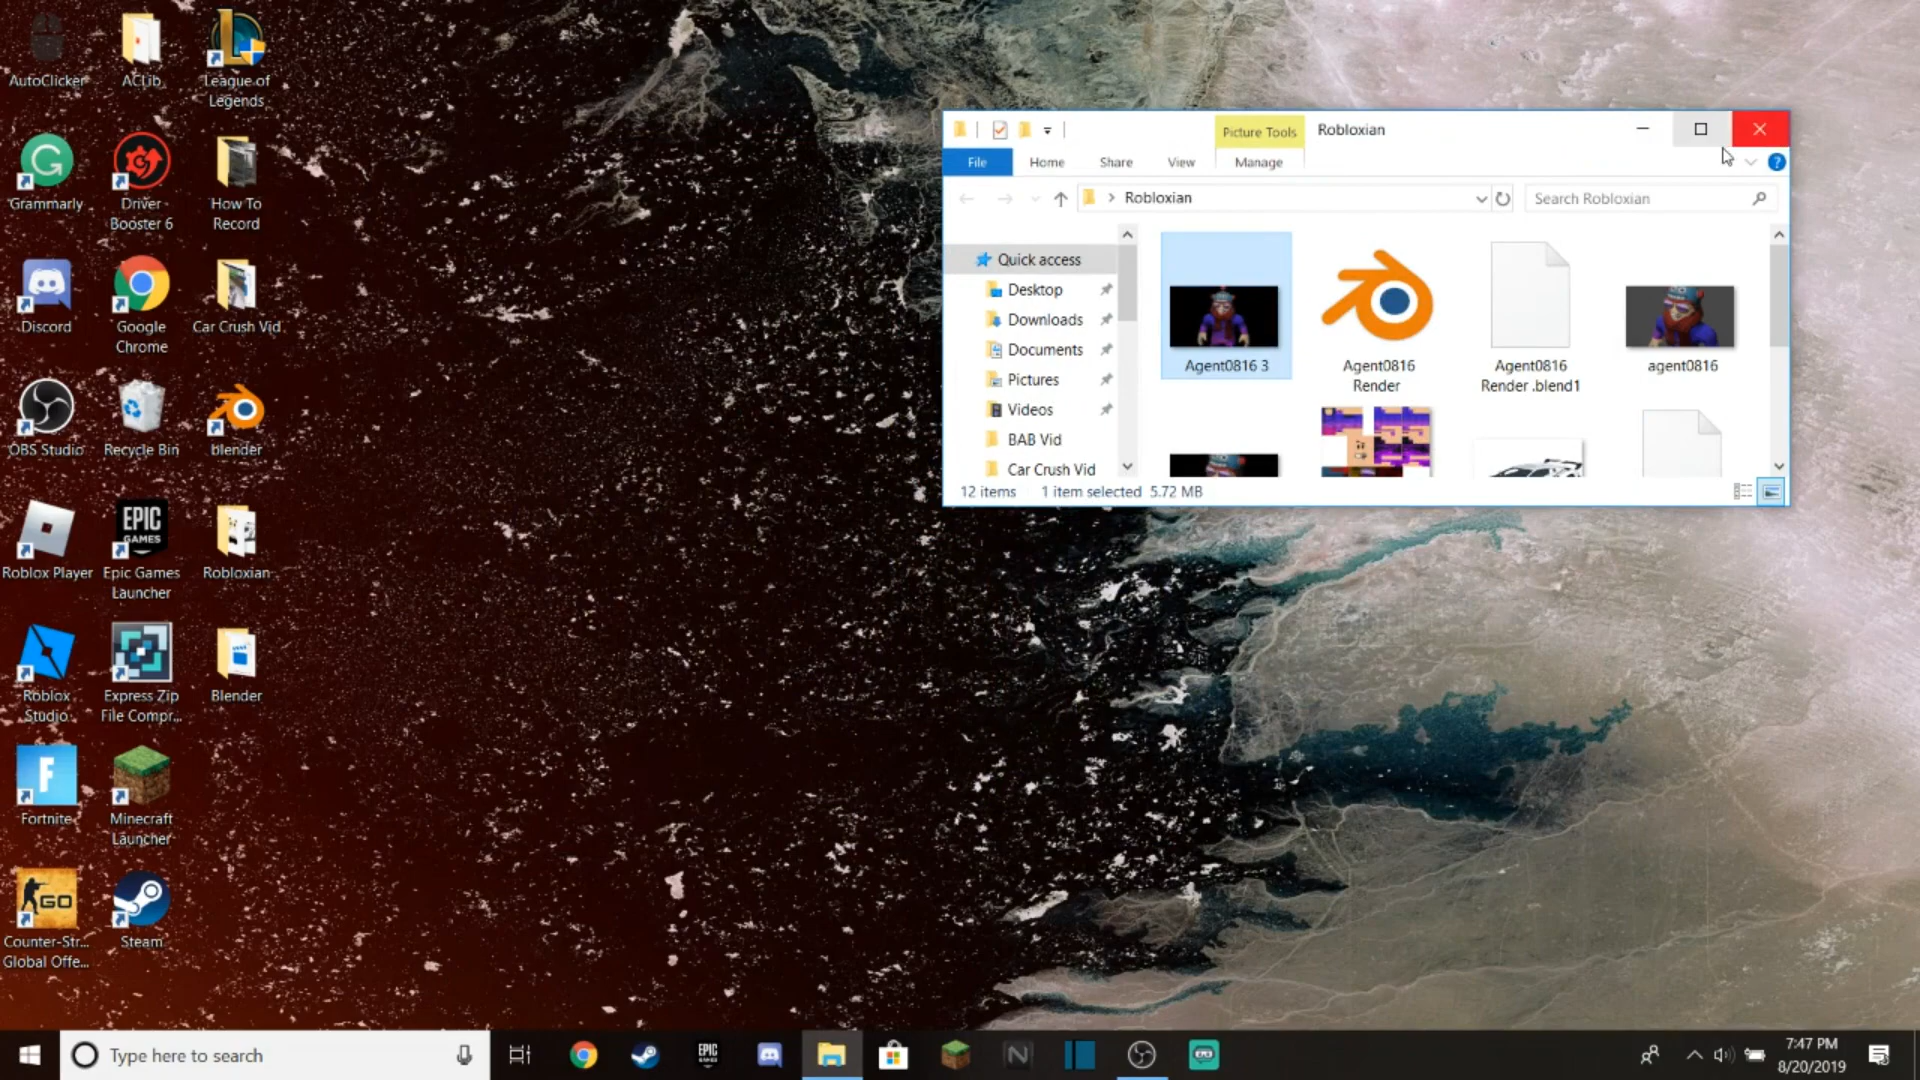 AutoClicker
ACLib
League of
Legends
Grammarly
Driver
Booster 6
How To
Record
Discord
Google
Chrome
Car Crush Vid
OBS Studio
Recycle Bin
blender
Roblox Player
EPIC
GAMES
Epic Games
Launcher
Robloxian
Roblox
Studio
Express Zip
File Compr...
Blender
Fortnite
Minecraft
Launcher
GO
Counter-Str...
Global Offe...
Steam
Picture Tools
Robloxian
File
Home
Share
View
Manage
Robloxian
Search Robloxian
Quick access
Desktop
Downloads
Documents
Pictures
Videos
BAB Vid
Car Crush Vid
Agent0816 3
Agent0816
Render
Agent0816
Render .blend1
agent0816
12 items
1 item selected 5.72 MB
Type here to search
EPIC
N
7:47 PM
8/20/2019